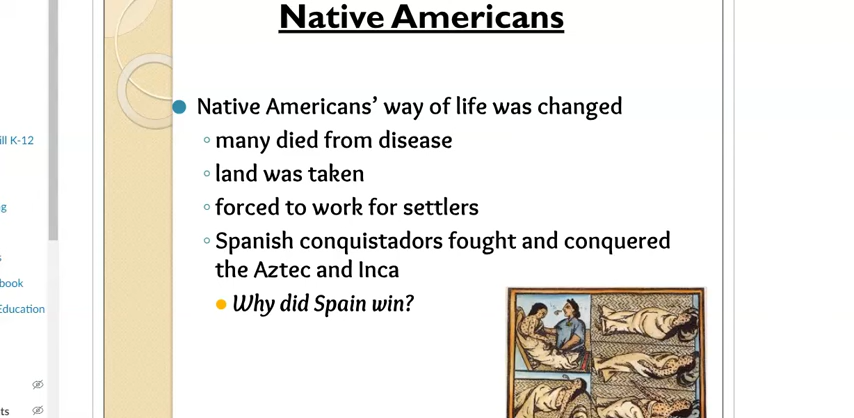 Native Americans
Native Americans' way of life was changed
many died from disease
land was taken
forced to work for settlers
Spanish conquistadors fought and conquered
the Aztec and Inca
Why did Spain win?
ill K-12
g
s
book
Education
ts